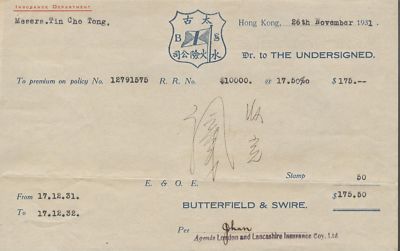 INSURANCE DEPARTMENT.
Messrs. Tin Cho Tong.
古太
B & S
司公險火水
Hong Kong, 26th November 1931
Dr. to THE UNDERSIGNED.
To premium on policy No. 12791575 R. R. No. $10000. @ 17.50%o $175.—
Stamp 50
E. & O. E. $175.50
From 17.12.31.
To 17.12.32.
BUTTERFIELD & SWIRE.
Per
Agents London and Lancashire Insurance Coy. Ltd